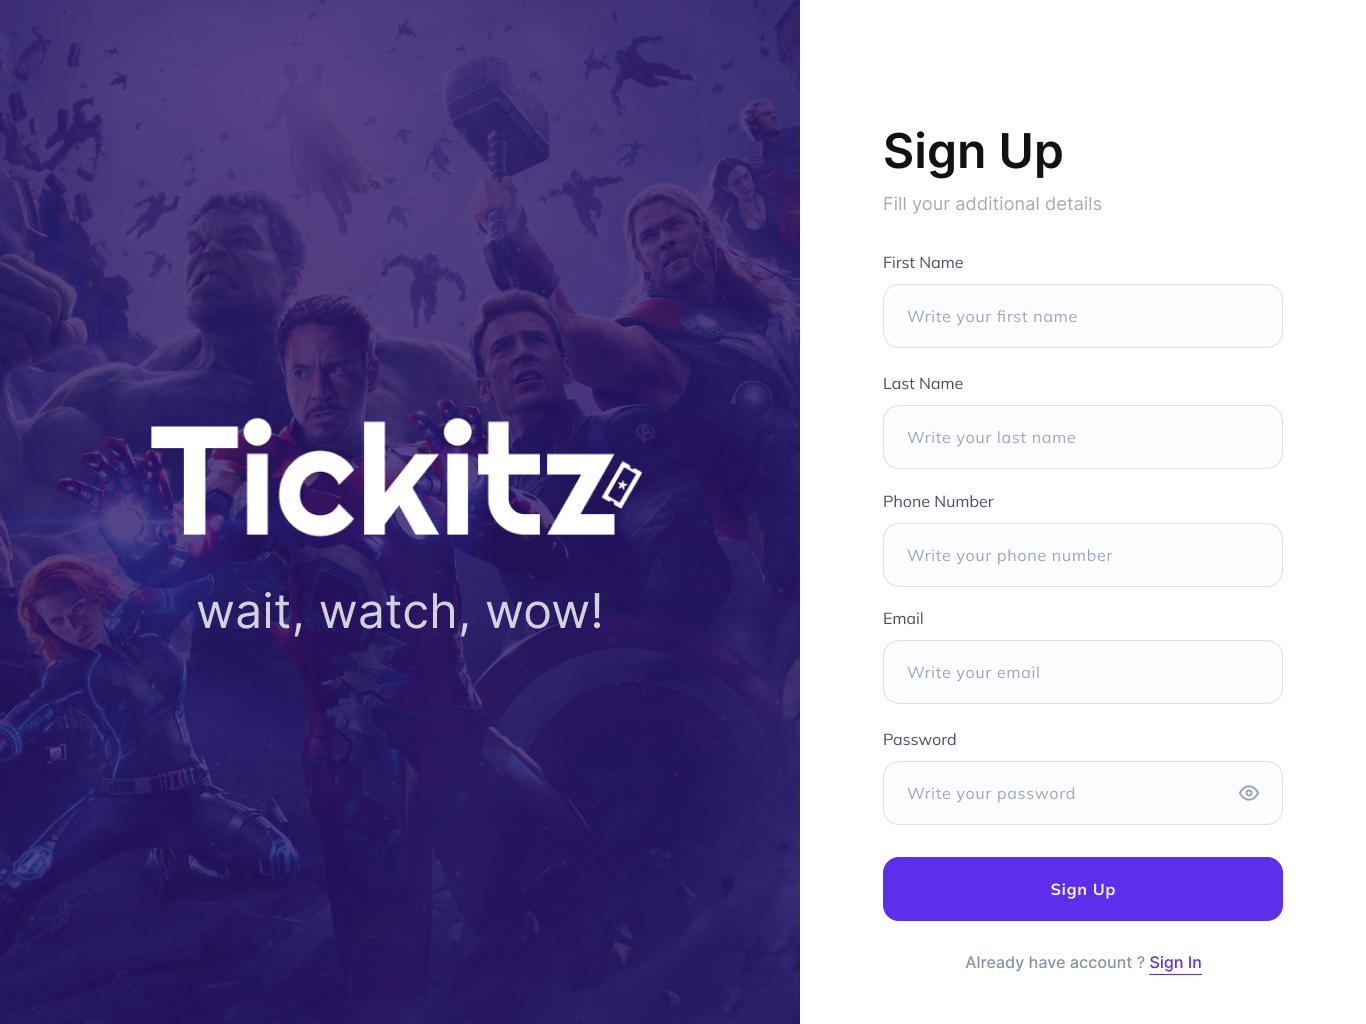 Tickitz
wait, watch, wow!
Sign Up
Fill your additional details
First Name
Write your first name
Last Name
Write your last name
Phone Number
Write your phone number
Email
Write your email
Password
Write your password
Sign Up
Already have account ? Sign In